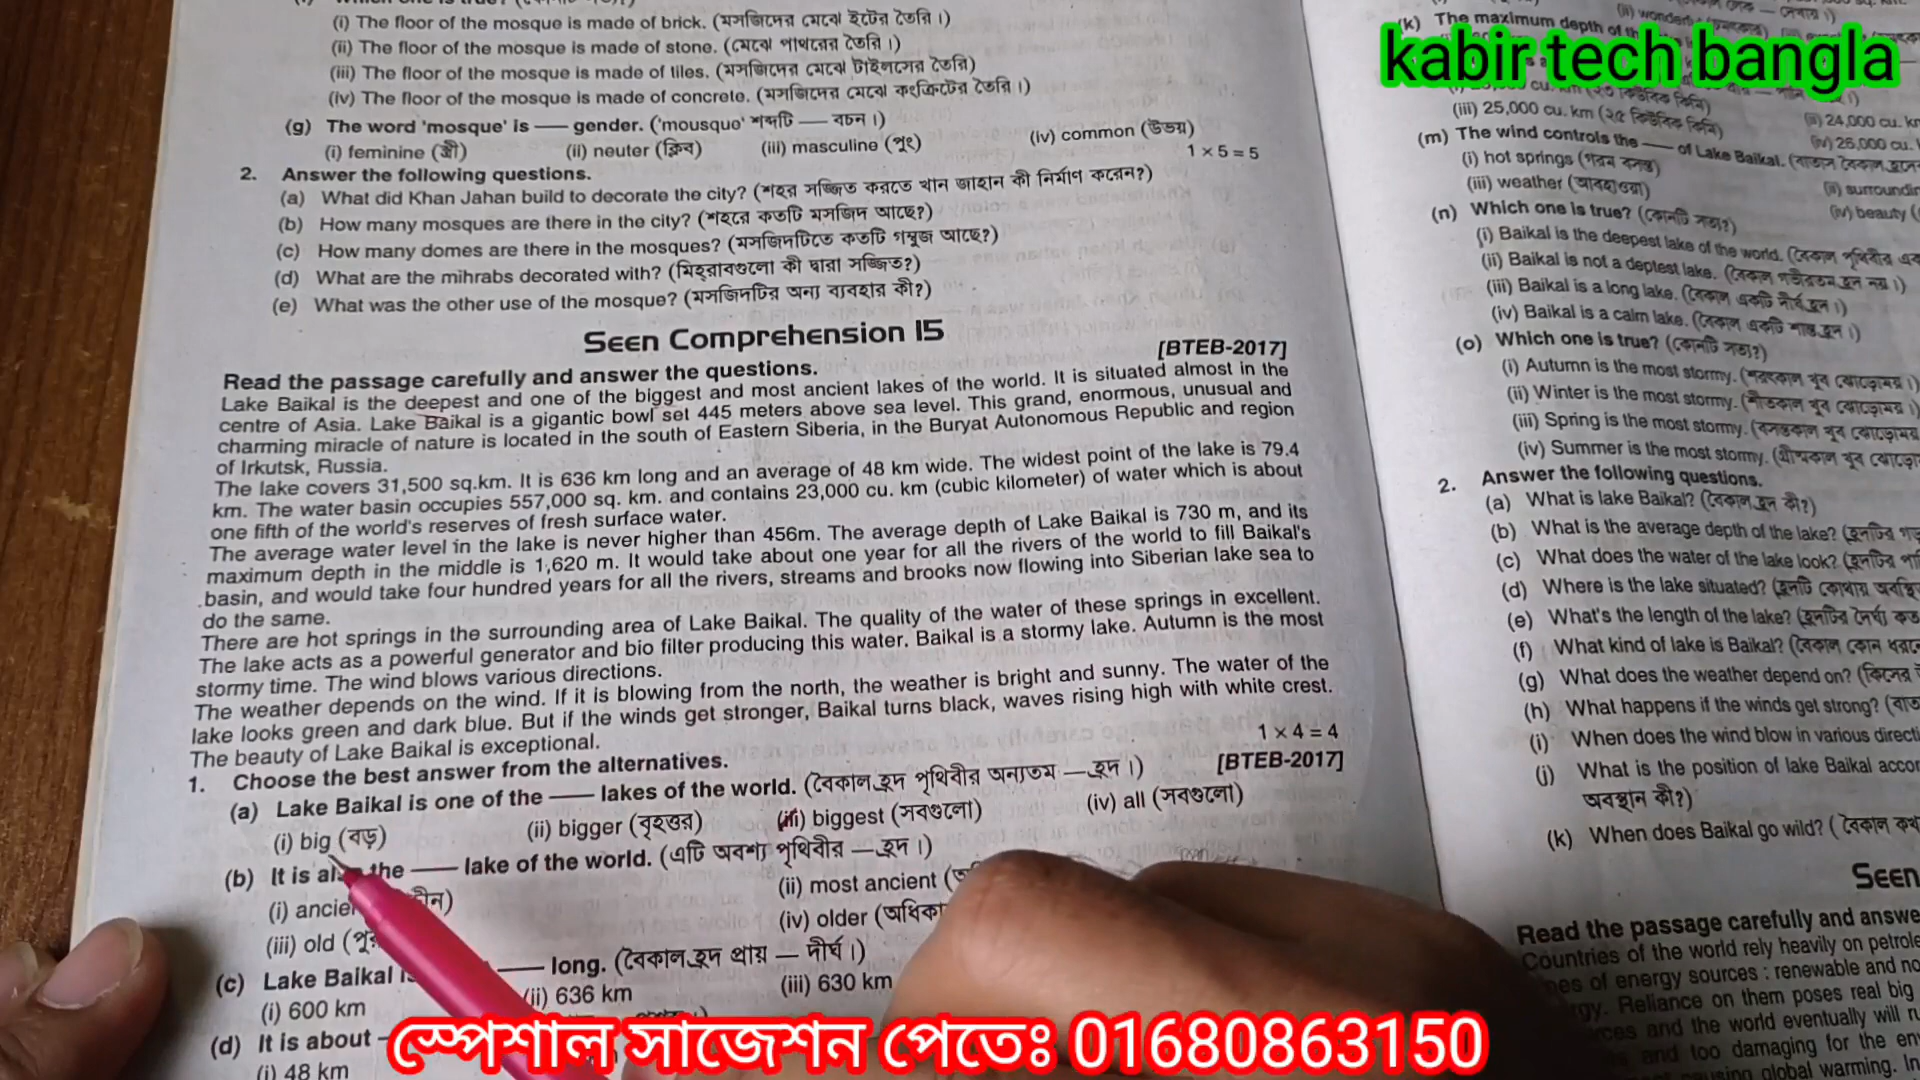 (i) The floor of the mosque is made of brick. (মসজিদের মেঝে ইটের তৈরি।)
(ii) The floor of the mosque is made of stone. (মেঝে পাথরের তৈরি।)
(iii) The floor of the mosque is made of tiles. (মসজিদের মেঝে টাইলসের তৈরি)
(iv) The floor of the mosque is made of concrete. (মসজিদের মেঝে কংক্রিটের তৈরি।)
(g) The word 'mosque' is —— gender. ('mousque' শব্দটি — বচন।)
(i) feminine (স্ত্রী) (ii) neuter (ক্লিব) (iii) masculine (পুং) (iv) common (উভয়)
2. Answer the following questions. 1 × 5 = 5
(a) What did Khan Jahan build to decorate the city? (শহর সজ্জিত করতে খান জাহান কী নির্মাণ করেন?)
(b) How many mosques are there in the city? (শহরে কতটি মসজিদ আছে?)
(c) How many domes are there in the mosques? (মসজিদটিতে কতটি গম্বুজ আছে?)
(d) What are the mihrabs decorated with? (মিহরাবগুলো কী দ্বারা সজ্জিত?)
(e) What was the other use of the mosque? (মসজিদটির অন্য ব্যবহার কী?)
Seen Comprehension 15
[BTEB-2017]
Read the passage carefully and answer the questions.
Lake Baikal is the deepest and one of the biggest and most ancient lakes of the world. It is situated almost in the
centre of Asia. Lake Baikal is a gigantic bowl set 445 meters above sea level. This grand, enormous, unusual and
charming miracle of nature is located in the south of Eastern Siberia, in the Buryat Autonomous Republic and region
of Irkutsk, Russia.
The lake covers 31,500 sq.km. It is 636 km long and an average of 48 km wide. The widest point of the lake is 79.4
km. The water basin occupies 557,000 sq. km. and contains 23,000 cu. km (cubic kilometer) of water which is about
one fifth of the world's reserves of fresh surface water.
The average water level in the lake is never higher than 456m. The average depth of Lake Baikal is 730 m, and its
maximum depth in the middle is 1,620 m. It would take about one year for all the rivers of the world to fill Baikal's
basin, and would take four hundred years for all the rivers, streams and brooks now flowing into Siberian lake sea to
do the same.
There are hot springs in the surrounding area of Lake Baikal. The quality of the water of these springs in excellent.
The lake acts as a powerful generator and bio filter producing this water. Baikal is a stormy lake. Autumn is the most
stormy time. The wind blows various directions.
The weather depends on the wind. If it is blowing from the north, the weather is bright and sunny. The water of the
lake looks green and dark blue. But if the winds get stronger, Baikal turns black, waves rising high with white crest.
The beauty of Lake Baikal is exceptional.
1. Choose the best answer from the alternatives. 1 × 4 = 4
[BTEB-2017]
(a) Lake Baikal is one of the —— lakes of the world. (বৈকাল হ্রদ পৃথিবীর অন্যতম — হ্রদ।)
(i) big (বড়) (ii) bigger (বৃহত্তর) (iii) biggest (সবগুলো) (iv) all (সবগুলো)
(b) It is also the —— lake of the world. (এটি অবশ্য পৃথিবীর — হ্রদ।)
(i) (ii) most ancient
(iii) old (iv) older
(c) Lake Baikal —— long. (বৈকাল হ্রদ প্রায় — দীর্ঘ।)
(i) 600 km (ii) 636 km (iii) 630 km
(d) It is about
(i) 48 km
(k) The maximum depth of
(iii) 25,000 cu. km (২৫ কিউবিক কিমি) (ii) 24,000 cu.
(m) The wind controls the —— of Lake Baikal.
(i) hot springs (গরম বসন্ত)
(iii) weather (আবহাওয়া) (iv) beauty
(n) Which one is true? (কোনটি সত্য?)
(i) Baikal is the deepest lake of the world.
(ii) Baikal is not a deptest lake. (বৈকাল গভীরতম হ্রদ নয়।)
(iii) Baikal is a long lake. (বৈকাল একটি দীর্ঘ হ্রদ।)
(iv) Baikal is a calm lake. (বৈকাল একটি শান্ত হ্রদ।)
(o) Which one is true? (কোনটি সত্য?)
(i) Autumn is the most stormy. (শরৎকাল খুব ঝোড়োময়।)
(ii) Winter is the most stormy. (শীতকাল খুব ঝোড়োময়।)
(iii) Spring is the most stormy. (বসন্তকাল খুব ঝোড়োময়
(iv) Summer is the most stormy. (গ্রীষ্মকাল খুব
2. Answer the following questions.
(a) What is lake Baikal? (বৈকাল হ্রদ কী?)
(b) What is the average depth of the lake?
(c) What does the water of the lake look?
(d) Where is the lake situated?
(e) What's the length of the lake?
(f) What kind of lake is Baikal?
(g) What does the weather depend on?
(h) What happens if the winds get strong?
(i) When does the wind blow in various
(j) What is the position of lake Baikal
অবস্থান কী?)
(k) When does Baikal go wild?
Seen
Read the passage carefully and
Countries of the world rely heavily on
of energy sources : renewable and
Reliance on them poses real big
and the world eventually will
and too damaging for the
global warming. In
kabir tech bangla
স্পেশাল সাজেশন পেতেঃ 01680863150